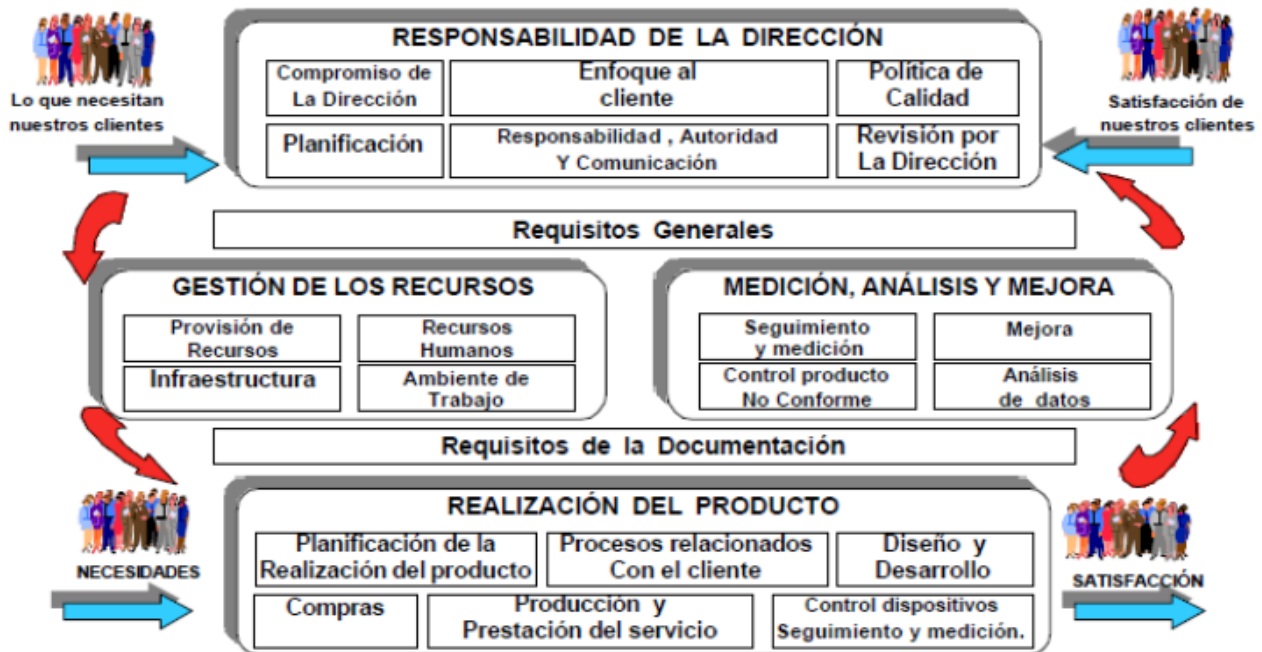 RESPONSABILIDAD DE LA DIRECCIÓN
Compromiso de
La Dirección
Enfoque al
cliente
Política de
Calidad
Planificación
Responsabilidad , Autoridad
Y Comunicación
Revisión por
La Dirección
Lo que necesitan
nuestros clientes
Satisfacción de
nuestros clientes
Requisitos Generales
GESTIÓN DE LOS RECURSOS
Provisión de
Recursos
Recursos
Humanos
Infraestructura
Ambiente de
Trabajo
MEDICIÓN, ANÁLISIS Y MEJORA
Seguimiento
y medición
Mejora
Control producto
No Conforme
Análisis
de datos
Requisitos de la Documentación
REALIZACIÓN DEL PRODUCTO
Planificación de la
Realización del producto
Procesos relacionados
Con el cliente
Diseño y
Desarrollo
Compras
Producción y
Prestación del servicio
Control dispositivos
Seguimiento y medición.
NECESIDADES
SATISFACCIÓN